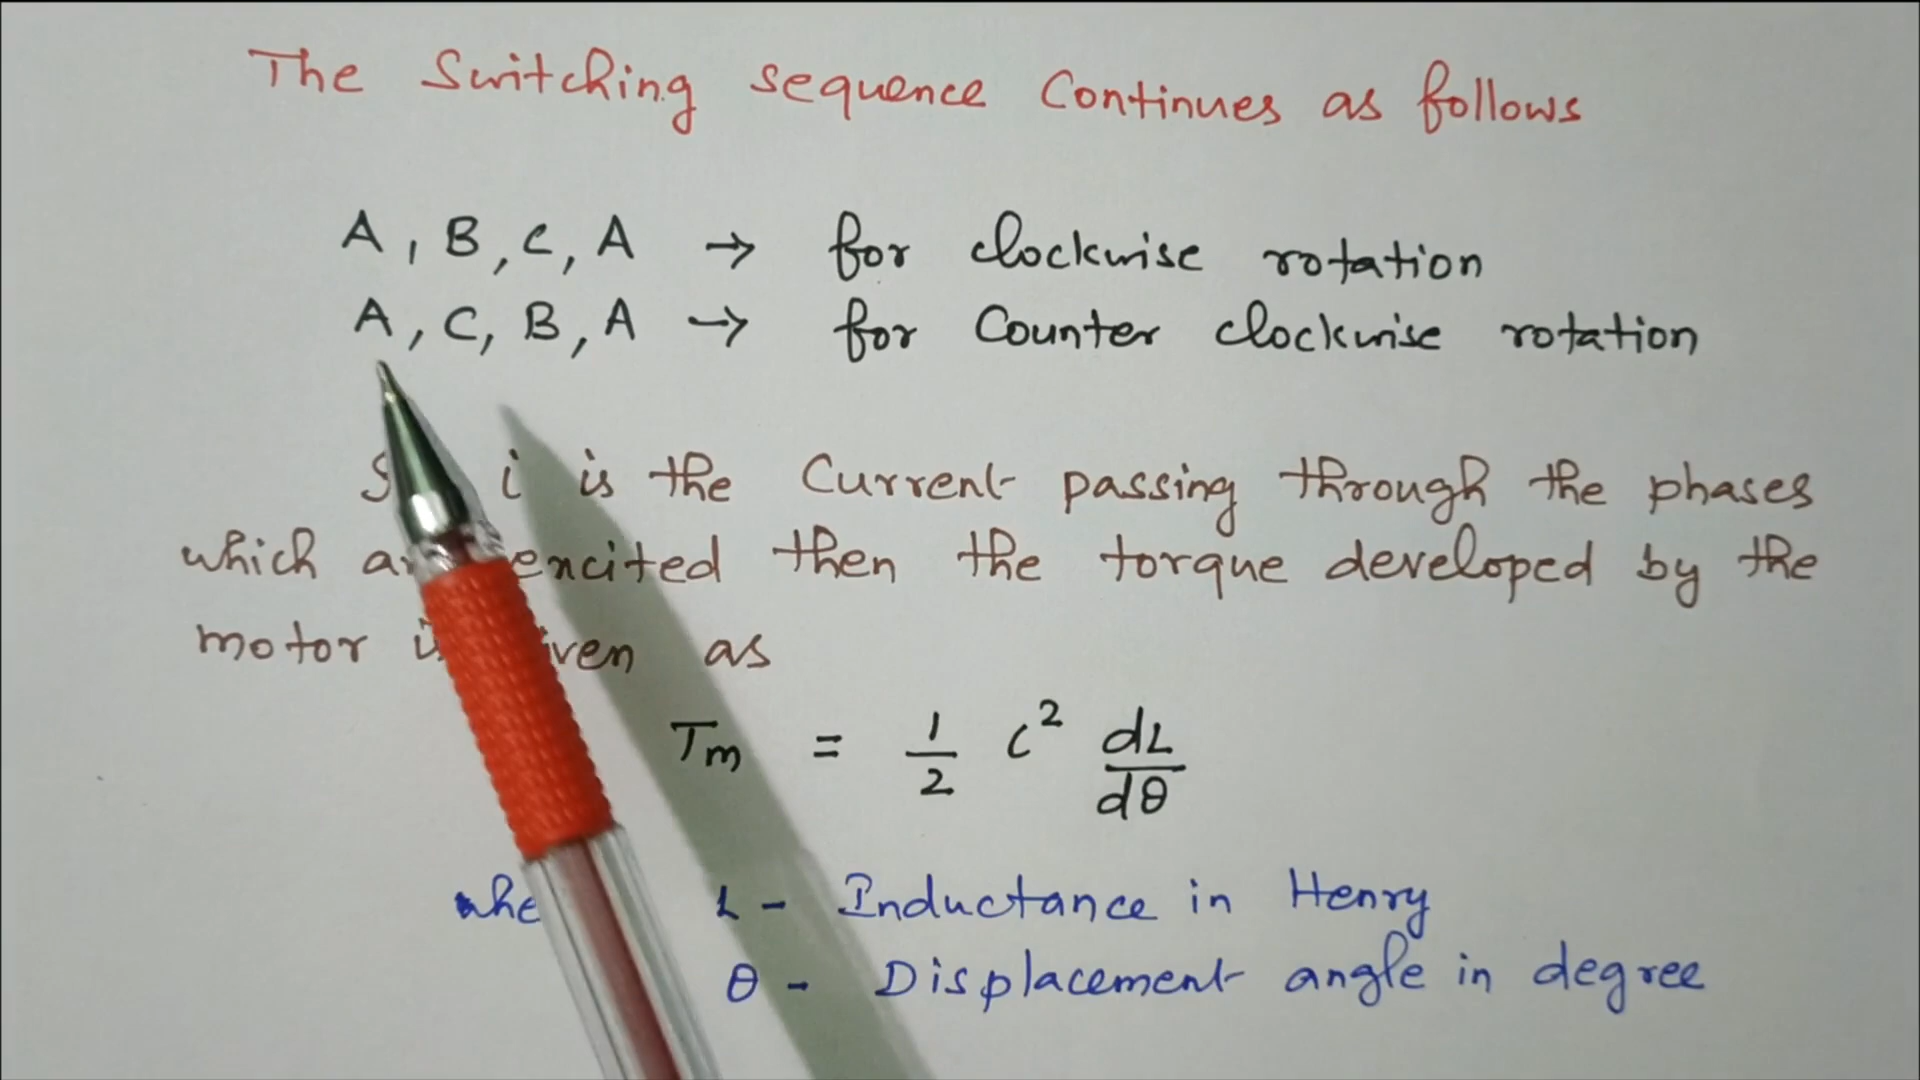 The Switching sequence Continues as follows
A, B, C, A → for clockwise rotation
A, C, B, A → for Counter clockwise rotation
i is the Current passing through the phases
which excited then the torque developed by the
motor as
Tm = 1/2 i² dL/dθ
L - Inductance in Henry
θ - Displacement angle in degree